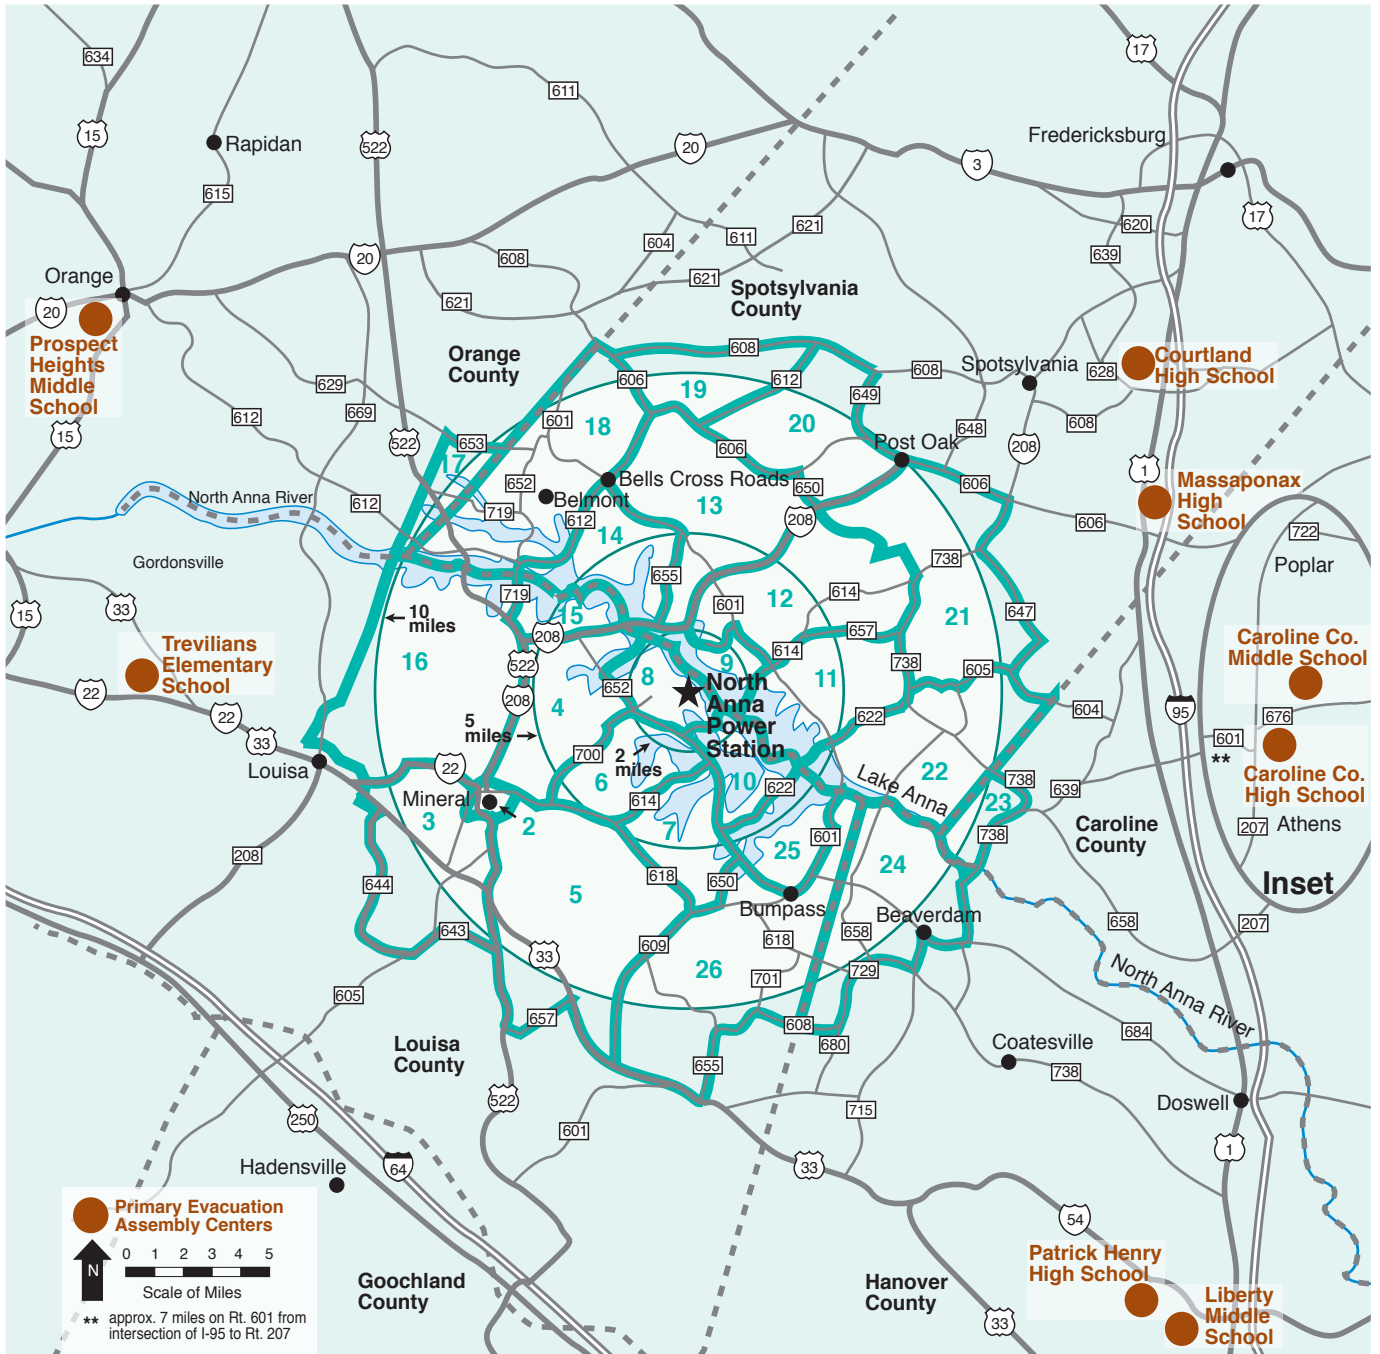 634
17
611
15
Rapidan
522
20
Fredericksburg
3
615
17
620
621
604
611
639
20
608
Orange
621
621
Spotsylvania
County
20
Prospect
Heights
Middle
School
608
Orange
County
608
Spotsylvania
Courtland
High School
628
606
612
629
19
649
669
612
601
18
20
608
648
15
522
653
606
Post Oak
208
17
1
Massaponax
High
School
652
Bells Cross Roads
650
606
North Anna River
Belmont
612
719
13
612
208
606
722
14
Poplar
Gordonsville
738
655
719
12
614
33
15
10
miles
15
601
647
21
208
657
Caroline Co.
Middle School
Trevilians
Elementary
School
16
522
614
9
738
605
8
11
North
Anna
Power
Station
22
208
652
4
604
95
676
22
5
miles
622
601
**
33
700
2
miles
Louisa
22
Caroline Co.
High School
6
10
622
Lake Anna
22
738
639
Mineral
2
614
23
3
7
Caroline
County
207
Athens
601
738
208
25
24
644
618
650
Inset
5
Bumpass
Beaverdam
658
207
643
609
618
658
33
26
701
729
North Anna River
605
657
608
684
680
Louisa
County
Coatesville
655
738
522
715
Doswell
250
601
1
64
33
Hadensville
Primary Evacuation
Assembly Centers
54
N
0 1 2 3 4 5
Scale of Miles
** approx. 7 miles on Rt. 601 from
intersection of I-95 to Rt. 207
Goochland
County
Hanover
County
Patrick Henry
High School
33
Liberty
Middle
School